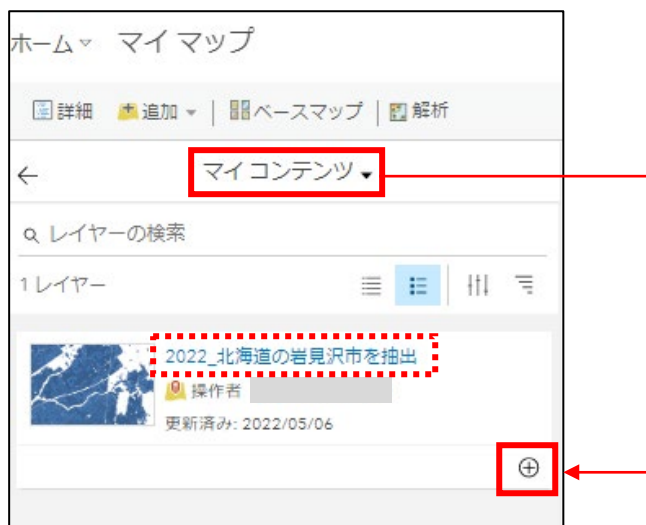 ホーム マイ マップ
詳細 追加 ベースマップ 解析
マイ コンテンツ
レイヤーの検索
1 レイヤー
2022_北海道の岩見沢市を抽出
操作者
更新済み: 2022/05/06